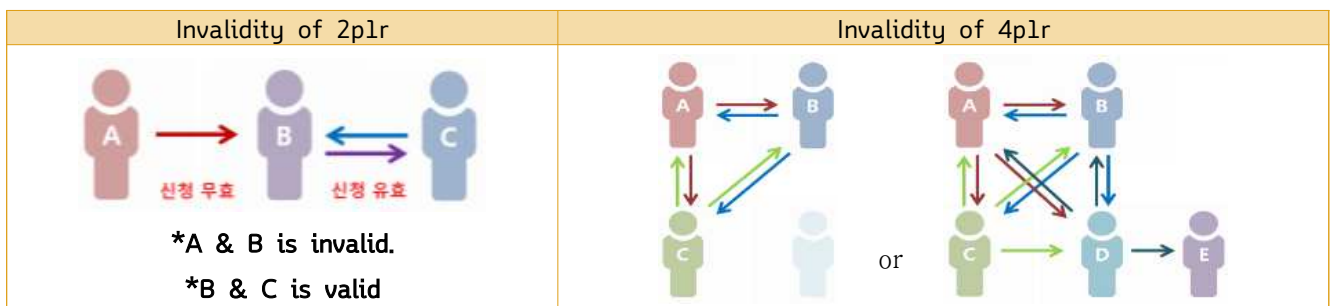 Invalidity of 2plr
Invalidity of 4plr
A
B
C
신청 무효
신청 유효
*A & B is invalid.
*B & C is valid
A
B
C
or
A
B
C
D
E